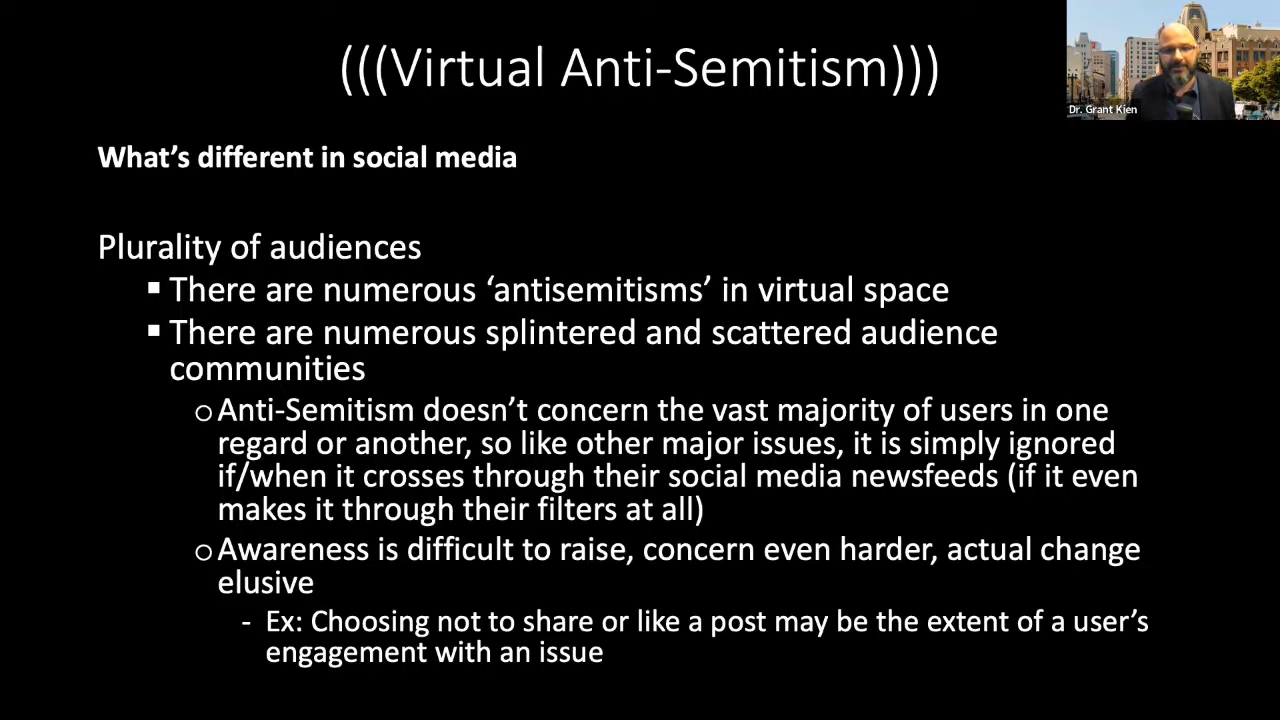 (((Virtual Anti-Semitism)))
Dr. Grant Kien
What’s different in social media
Plurality of audiences
▪ There are numerous ‘antisemitisms’ in virtual space
▪ There are numerous splintered and scattered audience
communities
o Anti-Semitism doesn’t concern the vast majority of users in one
regard or another, so like other major issues, it is simply ignored
if/when it crosses through their social media newsfeeds (if it even
makes it through their filters at all)
o Awareness is difficult to raise, concern even harder, actual change
elusive
- Ex: Choosing not to share or like a post may be the extent of a user’s
engagement with an issue